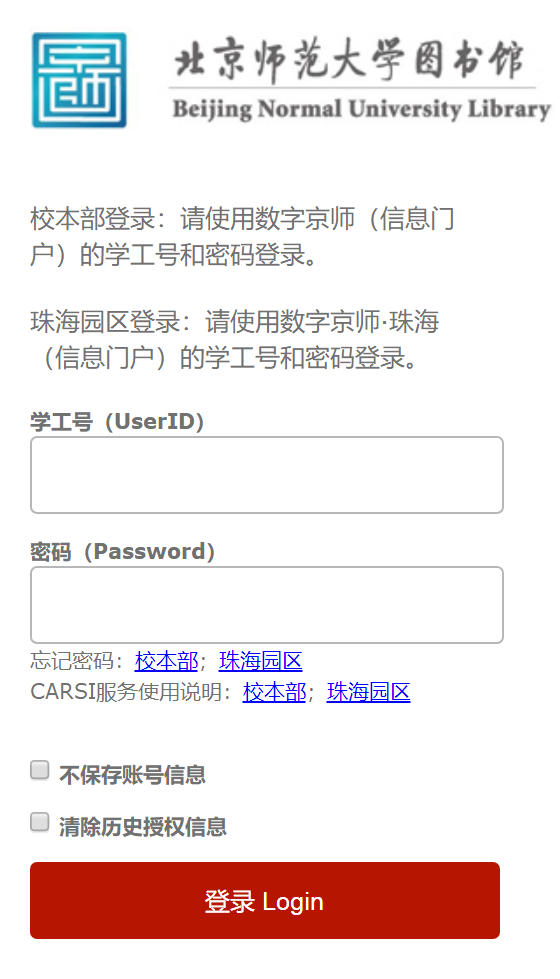 北京师范大学图书馆
Beijing Normal University Library
校本部登录：请使用数字京师（信息门
户）的学工号和密码登录。
珠海园区登录：请使用数字京师·珠海
（信息门户）的学工号和密码登录。
学工号（UserID）
密码（Password）
忘记密码：校本部；珠海园区
CARSI服务使用说明：校本部；珠海园区
不保存账号信息
清除历史授权信息
登录 Login